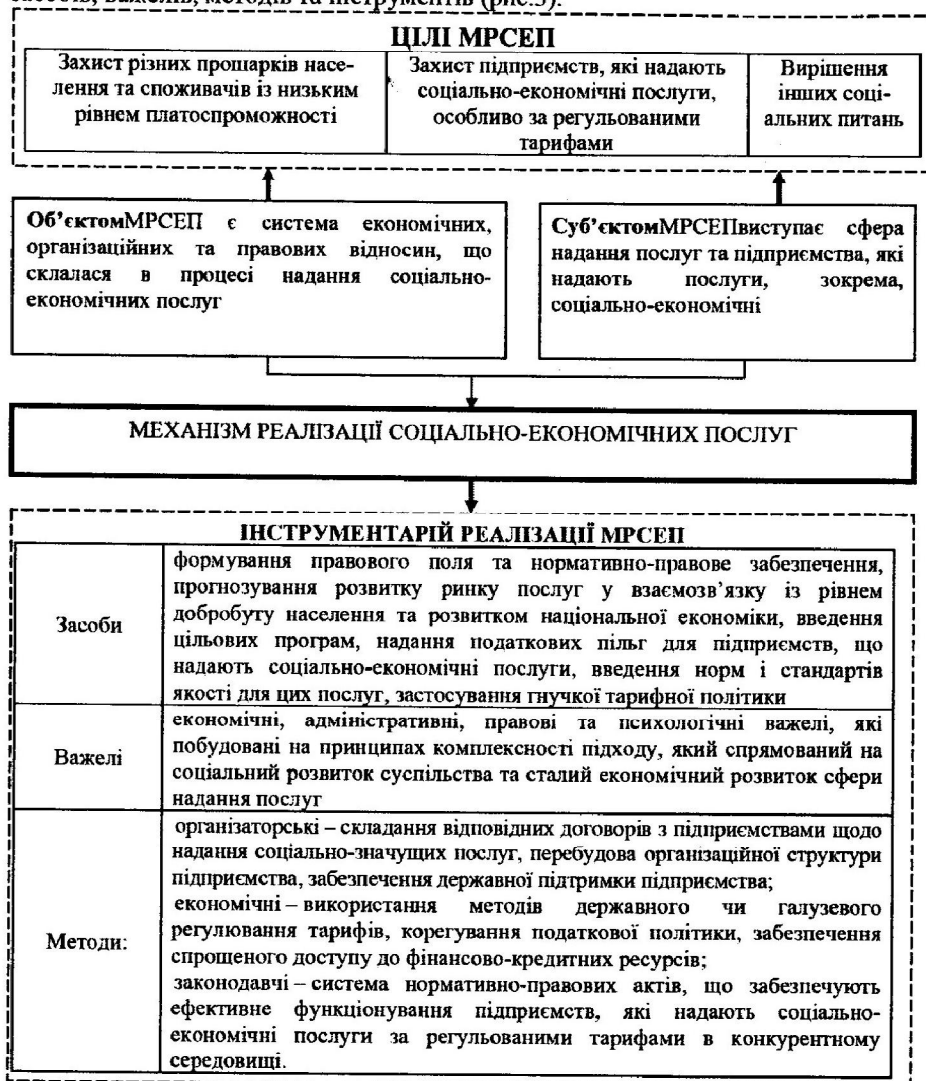 засобів, важелів, методів та інструментів (рис.3).
ЦІЛІ МРСЕП
Захист різних прошарків насе-
лення та споживачів із низьким
рівнем платоспроможності
Захист підприємств, які надають
соціально-економічні послуги,
особливо за регульованими
тарифами
Вирішення
інших соці-
альних питань
Об’єктомМРСЕП є система економічних,
організаційних та правових відносин, що
склалася в процесі надання соціально-
економічних послуг
Суб’єктомМРСЕПвиступає сфера
надання послуг та підприємства, які
надають послуги, зокрема,
соціально-економічні
МЕХАНІЗМ РЕАЛІЗАЦІЇ СОЦІАЛЬНО-ЕКОНОМІЧНИХ ПОСЛУГ
ІНСТРУМЕНТАРІЙ РЕАЛІЗАЦІЇ МРСЕП
Засоби
формування правового поля та нормативно-правове забезпечення,
прогнозування розвитку ринку послуг у взаємозв’язку із рівнем
добробуту населення та розвитком національної економіки, введення
цільових програм, надання податкових пільг для підприємств, що
надають соціально-економічні послуги, введення норм і стандартів
якості для цих послуг, застосування гнучкої тарифної політики
Важелі
економічні, адміністративні, правові та психологічні важелі, які
побудовані на принципах комплексності підходу, який спрямований на
соціальний розвиток суспільства та сталий економічний розвиток сфери
надання послуг
Методи:
організаторські – складання відповідних договорів з підприємствами щодо
надання соціально-значущих послуг, перебудова організаційної структури
підприємства, забезпечення державної підтримки підприємства;
економічні – використання методів державного чи галузевого
регулювання тарифів, корегування податкової політики, забезпечення
спрощеного доступу до фінансово-кредитних ресурсів;
законодавчі – система нормативно-правових актів, що забезпечують
ефективне функціонування підприємств, які надають соціально-
економічні послуги за регульованими тарифами в конкурентному
середовищі.